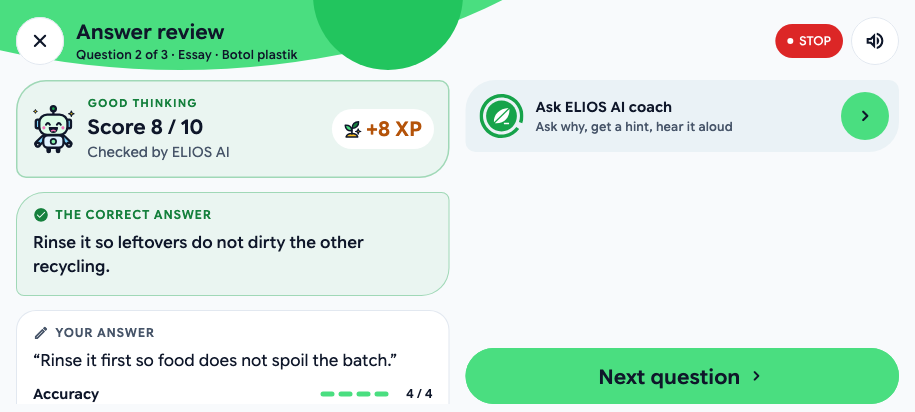 Answer review
Question 2 of 3 · Essay · Botol plastik
STOP
GOOD THINKING
Score 8 / 10
Checked by ELIOS AI
+8 XP
THE CORRECT ANSWER
Rinse it so leftovers do not dirty the other
recycling.
YOUR ANSWER
“Rinse it first so food does not spoil the batch.”
Accuracy
4 / 4
Ask ELIOS AI coach
Ask why, get a hint, hear it aloud
Next question